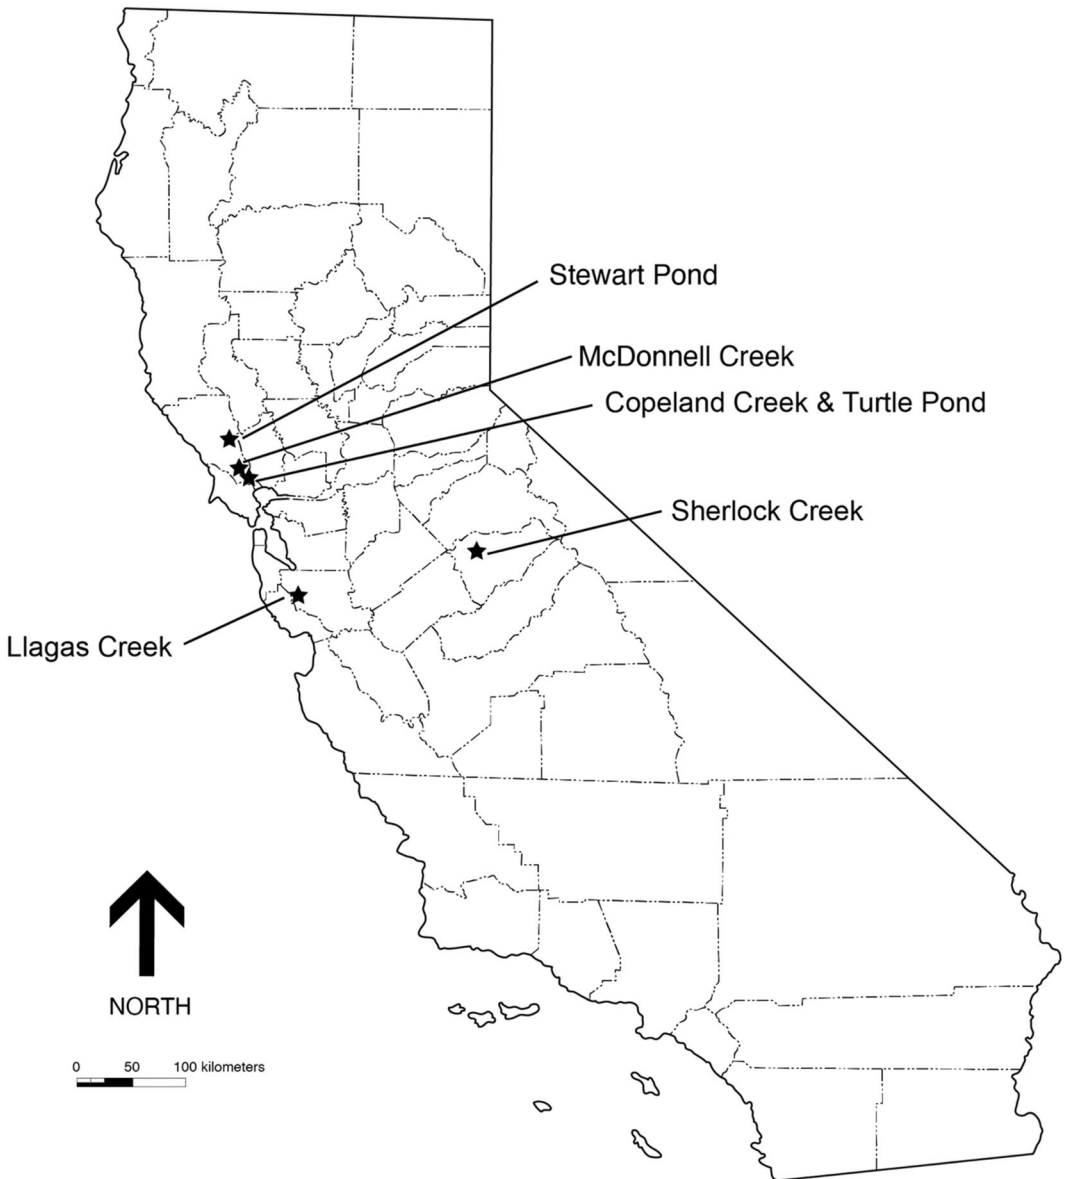 Stewart Pond
McDonnell Creek
Copeland Creek & Turtle Pond
Sherlock Creek
Llagas Creek
NORTH
0 50 100 kilometers